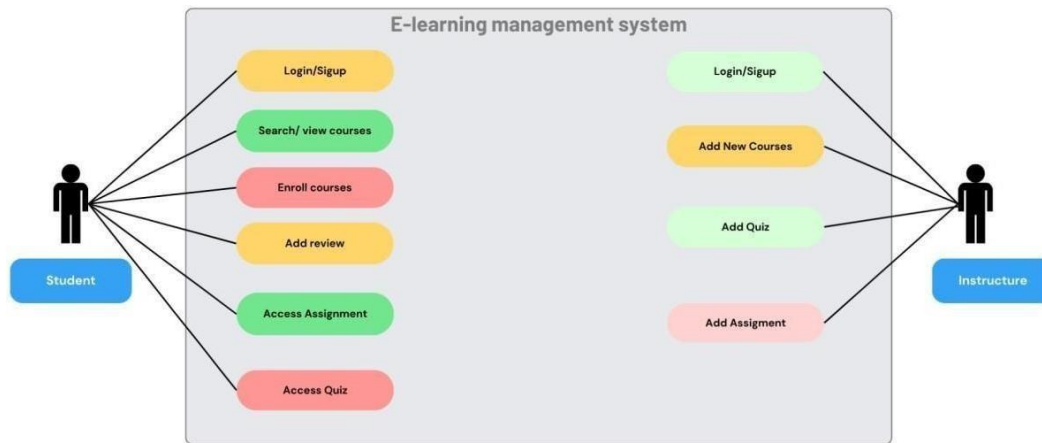 E-learning management system
Login/Sigup
Search/ view courses
Enroll courses
Add review
Access Assignment
Access Quiz
Student
Login/Sigup
Add New Courses
Add Quiz
Add Assigment
Instructure